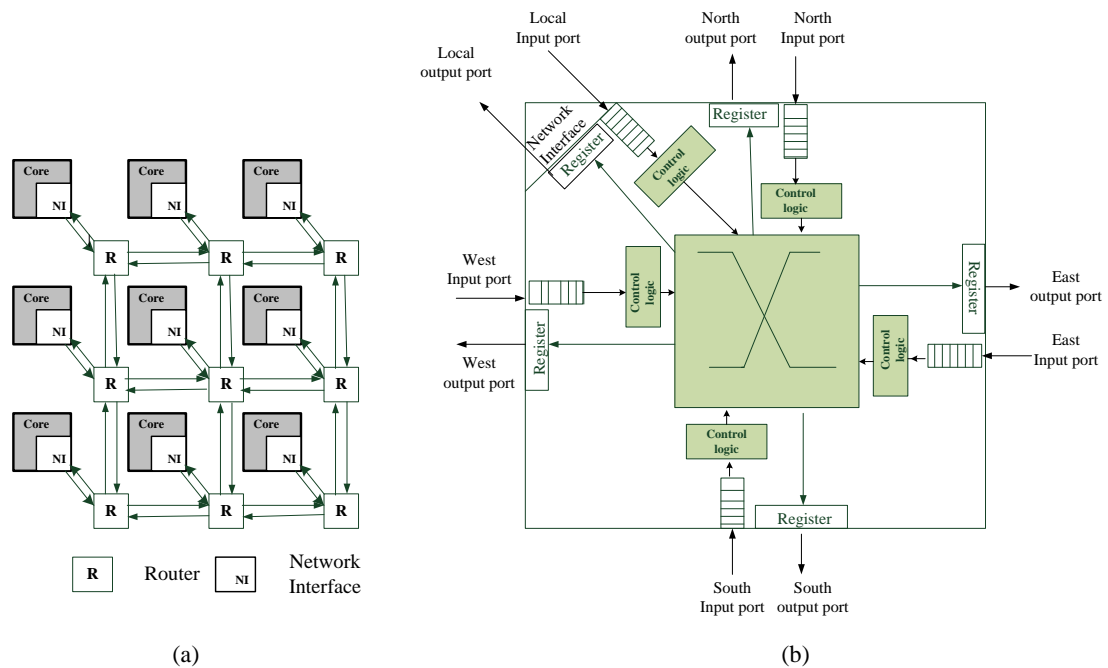 Core
NI
Core
NI
Core
NI
R
R
R
Core
NI
Core
NI
Core
NI
R
R
R
Core
NI
Core
NI
Core
NI
R
R
R
R
Router
NI
Network
Interface
(a)
Local
output port
Local
Input port
North
output port
North
Input port
Network
Interface
Register
Control
logic
Register
Control
logic
West
Input port
Control
logic
Register
West
output port
Register
East
output port
Control
logic
East
Input port
Control
logic
Register
South
Input port
South
output port
(b)